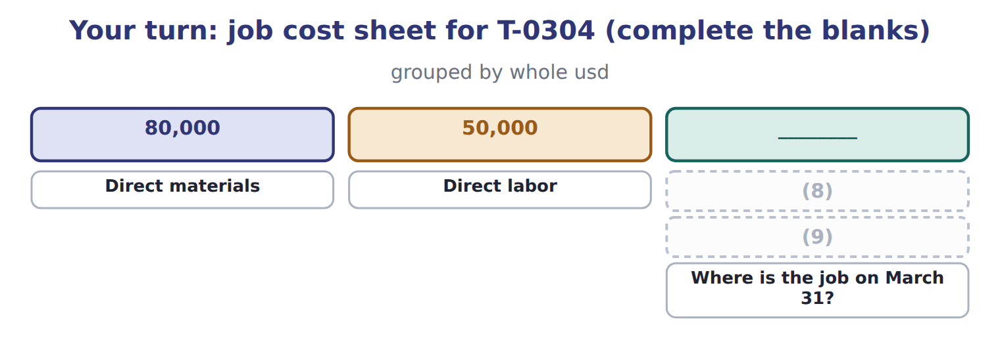 Your turn: job cost sheet for T-0304 (complete the blanks)
grouped by whole usd
80,000
50,000
________
Direct materials
Direct labor
(8)
(9)
Where is the job on March
31?